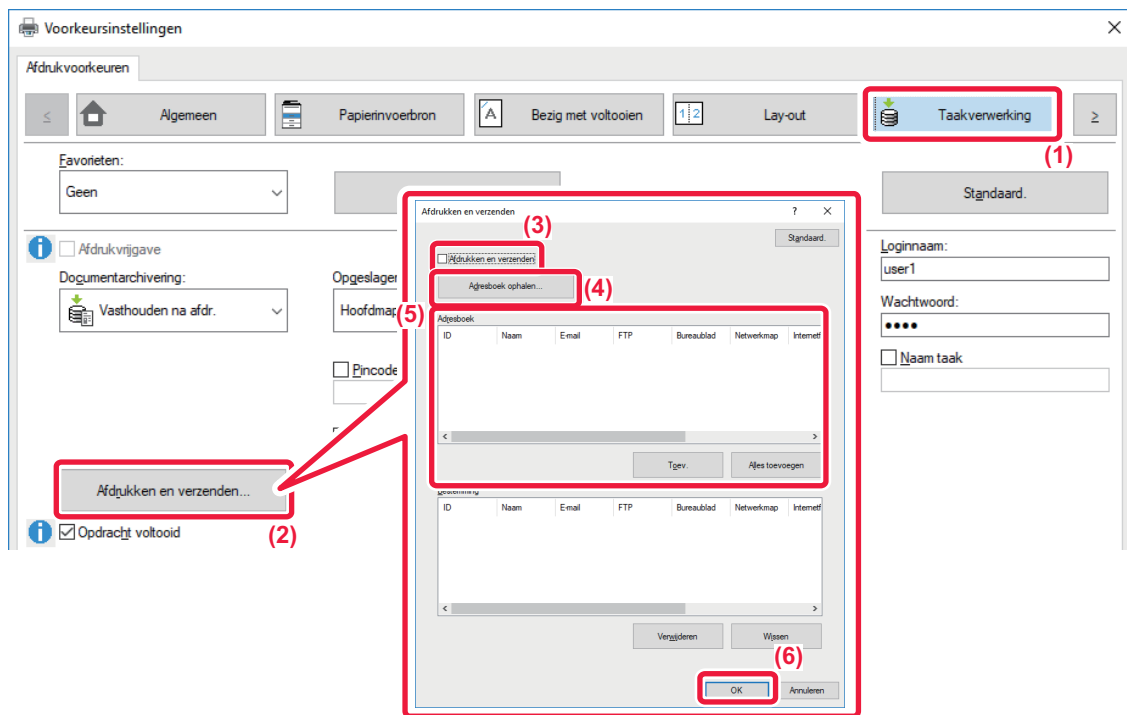 Voorkeursinstellingen
Afdrukvoorkeuren
≤ Algemeen Papierinvoerbron Bezig met voltooien Lay-out Taakverwerking ≥
(1)
Favorieten:
Geen
Standaard.
Afdrukvrijgave
Documentarchivering:
Vasthouden na afdr.
Opgeslagen
Hoofdmap
Pincode
Loginnaam:
user1
Wachtwoord:
●●●●
Naam taak
Afdrukken en verzenden...
(2)
Opdracht voltooid
Afdrukken en verzenden ?
Standaard.
(3)
Afdrukken en verzenden
Adresboek ophalen...
(4)
(5)
Adresboek
ID Naam E-mail FTP Bureaublad Netwerkmap Internetf
Toev. Alles toevoegen
Bestemming
ID Naam E-mail FTP Bureaublad Netwerkmap Internetf
Verwijderen Wissen
(6)
OK Annuleren